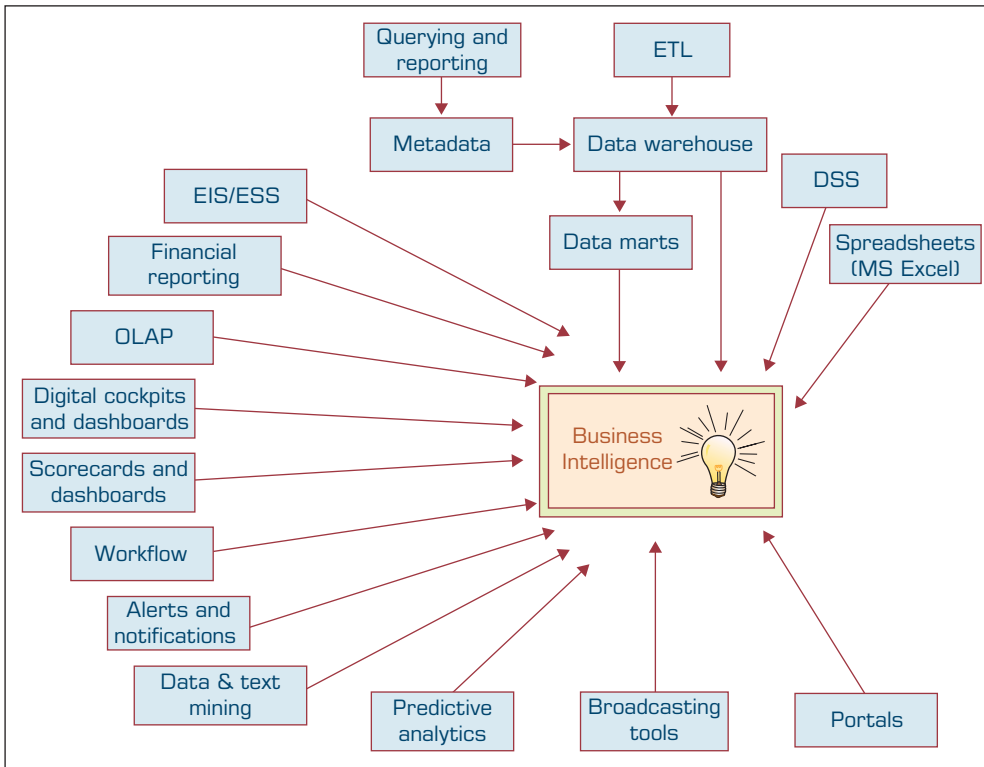 Querying and
reporting
ETL
Metadata
Data warehouse
DSS
EIS/ESS
Data marts
Spreadsheets
(MS Excel)
Financial
reporting
OLAP
Digital cockpits
and dashboards
Business
Intelligence
Scorecards and
dashboards
Workflow
Alerts and
notifications
Data & text
mining
Predictive
analytics
Broadcasting
tools
Portals